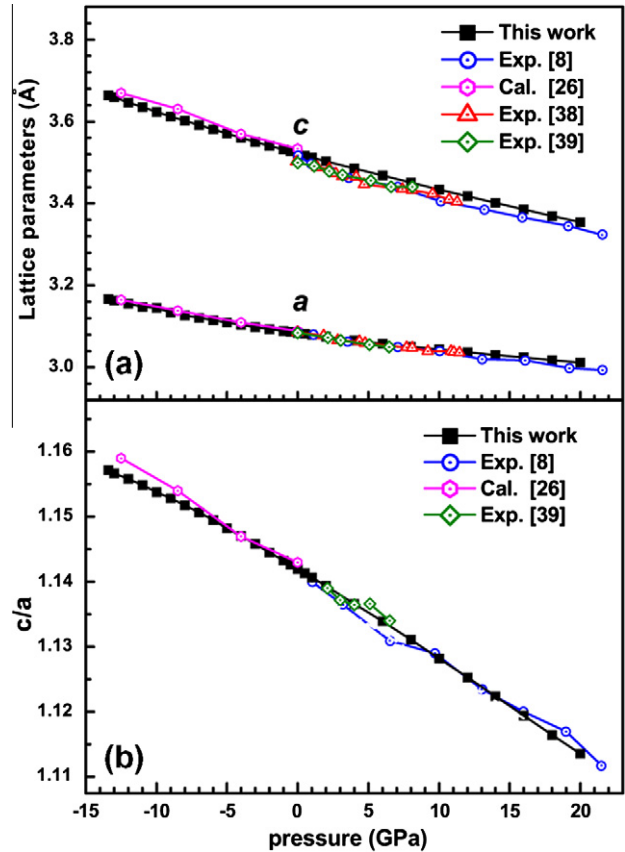 3.8
3.6
3.4
3.2
3.0
Lattice parameters (Å)
This work
Exp. [8]
Cal. [26]
Exp. [38]
Exp. [39]
c
a
(a)
1.16
1.15
1.14
1.13
1.12
1.11
c/a
This work
Exp. [8]
Cal. [26]
Exp. [39]
(b)
-15 -10 -5 0 5 10 15 20
pressure (GPa)